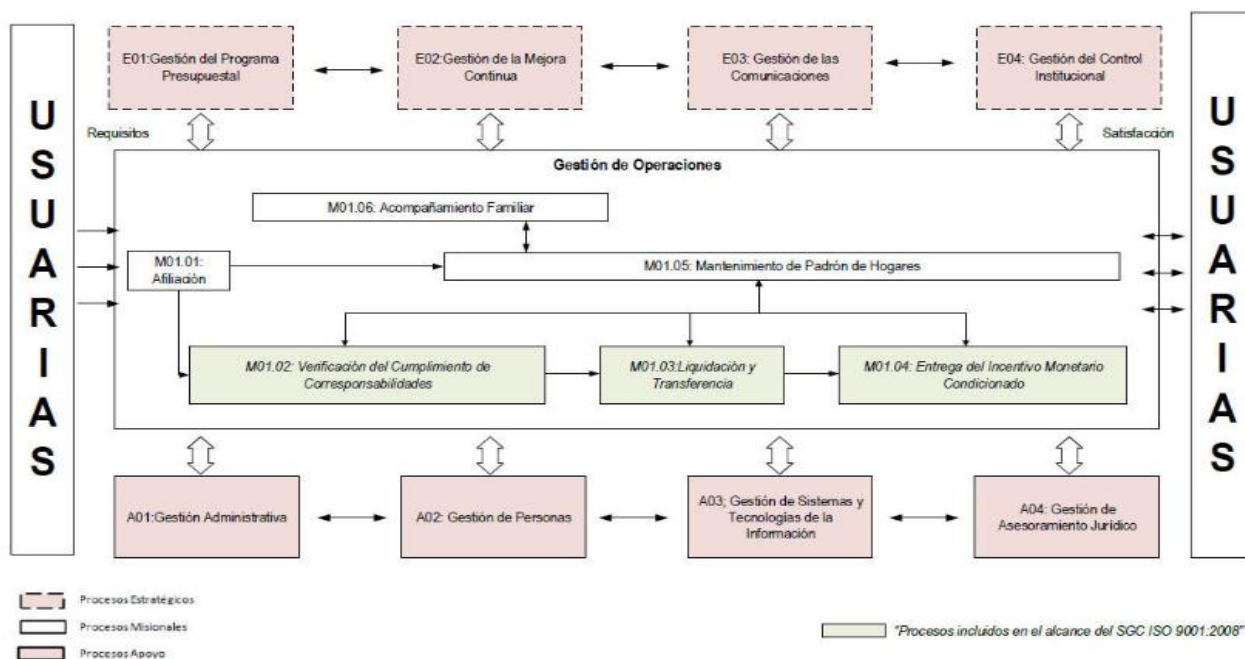 USUARIAS
E01:Gestión del Programa
Presupuestal
E02:Gestión de la Mejora
Continua
E03: Gestión de las
Comunicaciones
E04: Gestión del Control
Institucional
Requisitos
Satisfacción
Gestión de Operaciones
M01.06: Acompañamiento Familiar
M01.01:
Afiliación
M01.05: Mantenimiento de Padrón de Hogares
M01.02: Verificación del Cumplimiento de
Corresponsabilidades
M01.03:Liquidación y
Transferencia
M01.04: Entrega del Incentivo Monetario
Condicionado
A01:Gestión Administrativa
A02: Gestión de Personas
A03; Gestión de Sistemas y
Tecnologías de la
Información
A04: Gestión de
Asesoramiento Jurídico
USUARIAS
Procesos Estratégicos
Procesos Misionales
Procesos Apoyo
"Procesos incluidos en el alcance del SGC ISO 9001:2008"